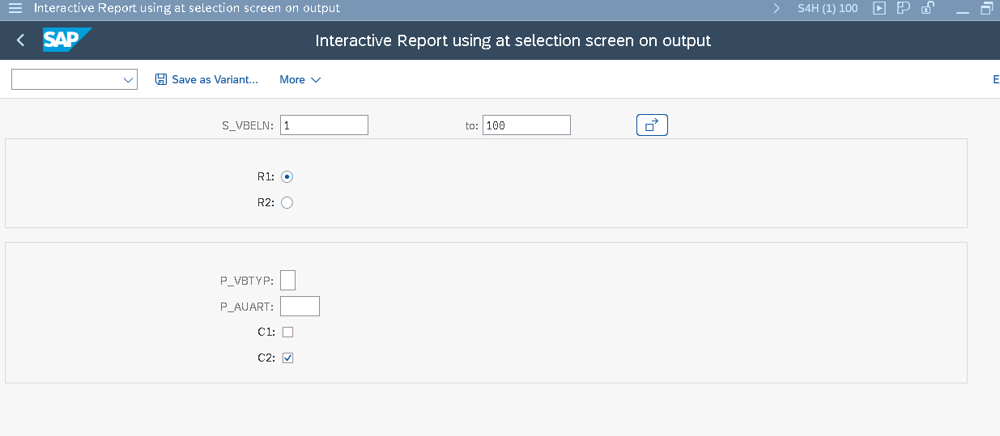 Interactive Report using at selection screen on output
S4H (1) 100
SAP
Interactive Report using at selection screen on output
Save as Variant... More
E
S_VBELN: 1 to: 100
R1:
R2:
P_VBTYP:
P_AUART:
C1:
C2: